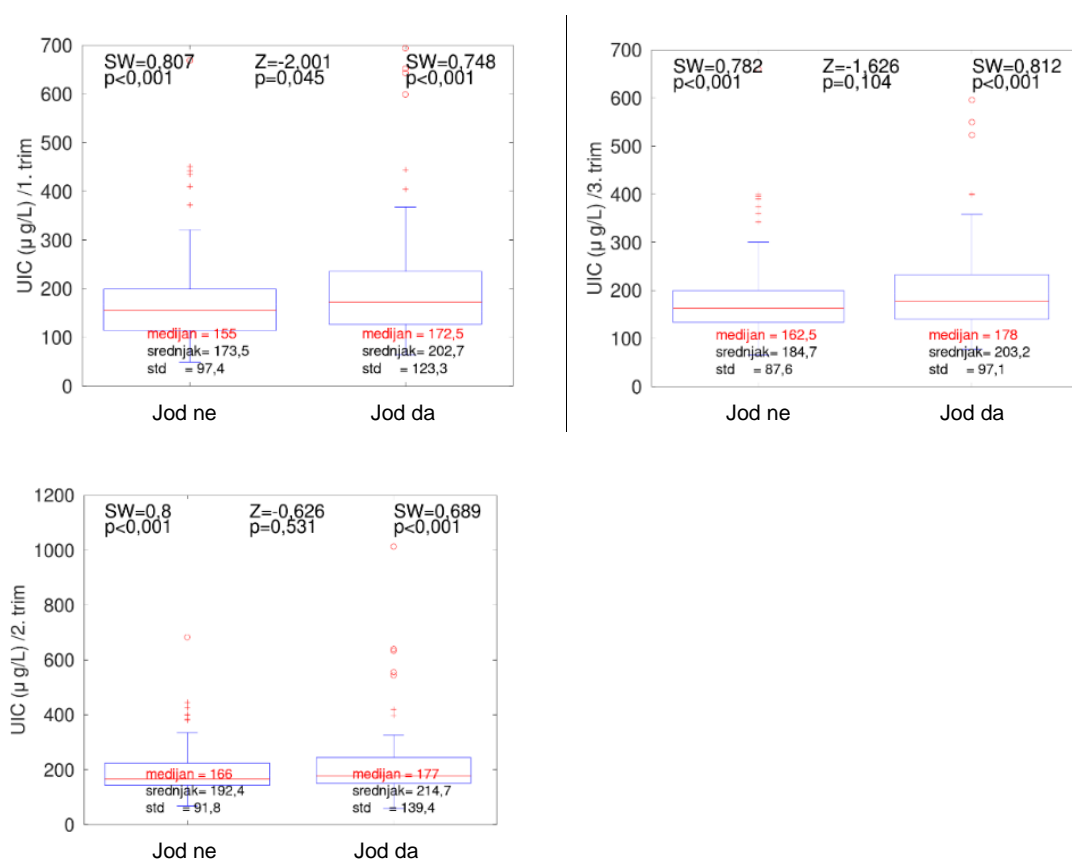 UIC (µ g/L) /1. trim
700
600
500
400
300
200
100
0
SW=0,807 Z=-2,001 SW=0,748
p<0,001 p=0,045 p<0,001
medijan = 155 medijan = 172,5
srednjak= 173,5 srednjak= 202,7
std = 97,4 std = 123,3
Jod ne Jod da
UIC (µ g/L) /3. trim
700
600
500
400
300
200
100
0
SW=0,782 Z=-1,626 SW=0,812
p<0,001 p=0,104 p<0,001
medijan = 162,5 medijan = 178
srednjak= 184,7 srednjak= 203,2
std = 87,6 std = 97,1
Jod ne Jod da
UIC (µ g/L) /2. trim
1200
1000
800
600
400
200
0
SW=0,8 Z=-0,626 SW=0,689
p<0,001 p=0,531 p<0,001
medijan = 166 medijan = 177
srednjak= 192,4 srednjak= 214,7
std = 91,8 std = 139,4
Jod ne Jod da